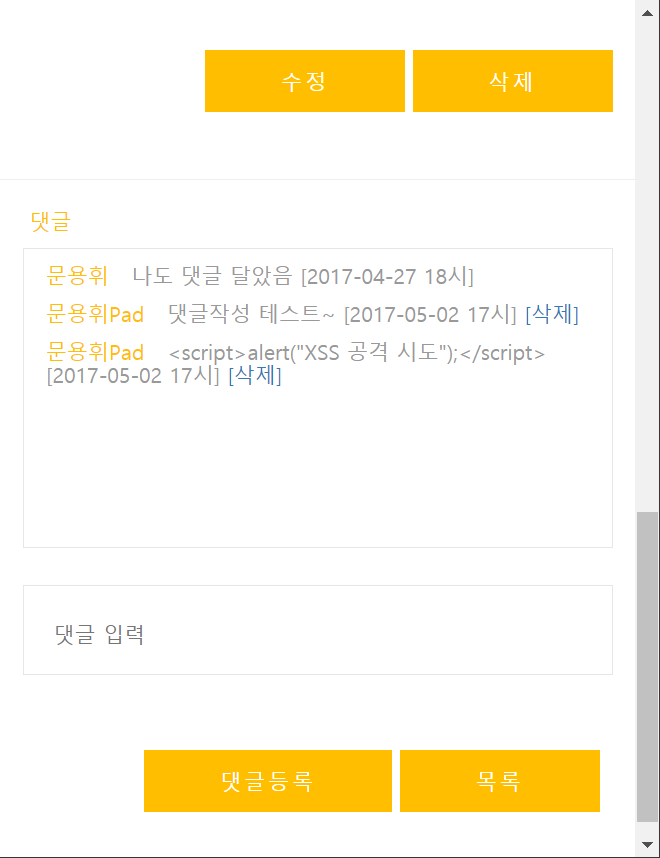 수정 삭제
댓글
문용휘 나도 댓글 달았음 [2017-04-27 18시]
문용휘Pad 댓글작성 테스트~ [2017-05-02 17시] [삭제]
문용휘Pad <script>alert("XSS 공격 시도");</script>
[2017-05-02 17시] [삭제]
댓글 입력
댓글등록 목록